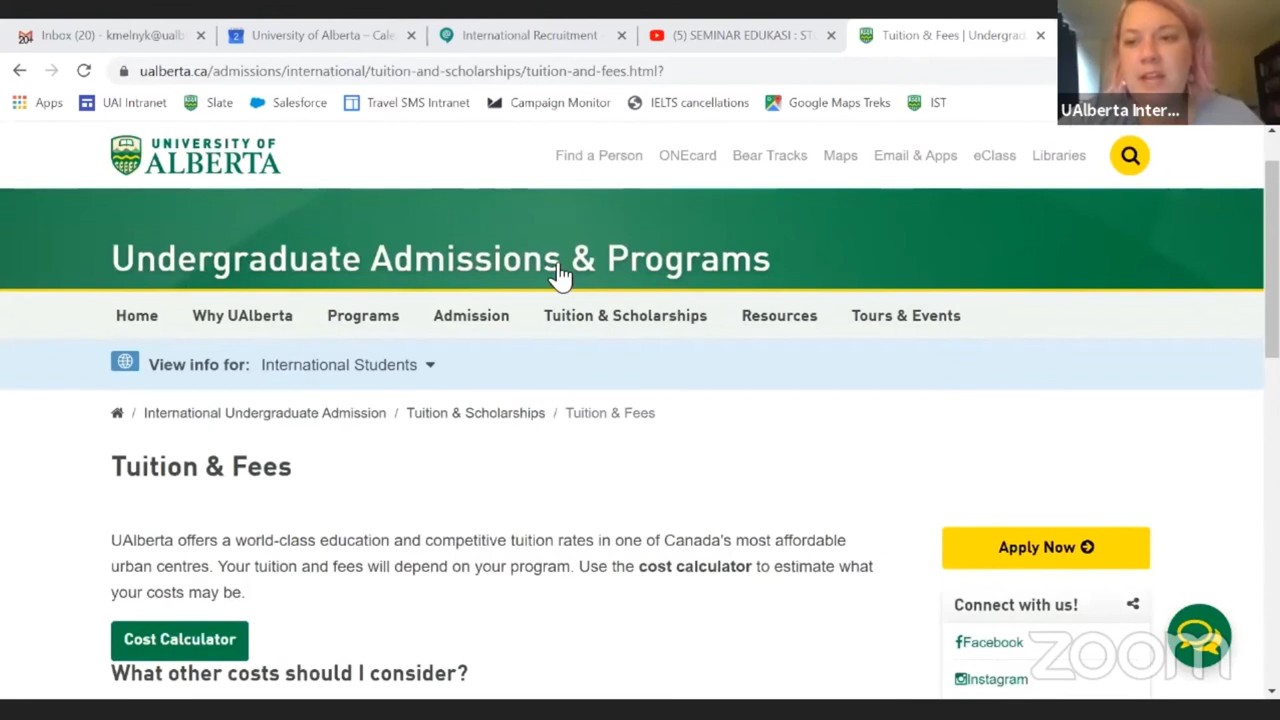 Inbox (20) - kmelnyk@ualb
University of Alberta – Cale
International Recruitment
(5) SEMINAR EDUKASI : ST
Tuition & Fees | Undergrad
ualberta.ca/admissions/international/tuition-and-scholarships/tuition-and-fees.html?
Apps UAI Intranet Slate Salesforce Travel SMS Intranet Campaign Monitor IELTS cancellations Google Maps Treks IST
UAlberta Inter...
UNIVERSITY OF
ALBERTA
Find a Person ONEcard Bear Tracks Maps Email & Apps eClass Libraries
Undergraduate Admissions & Programs
Home Why UAlberta Programs Admission Tuition & Scholarships Resources Tours & Events
View info for: International Students
/ International Undergraduate Admission / Tuition & Scholarships / Tuition & Fees
Tuition & Fees
UAlberta offers a world-class education and competitive tuition rates in one of Canada's most affordable
urban centres. Your tuition and fees will depend on your program. Use the cost calculator to estimate what
your costs may be.
Apply Now
Connect with us!
Cost Calculator
Facebook
What other costs should I consider?
Instagram
zoom